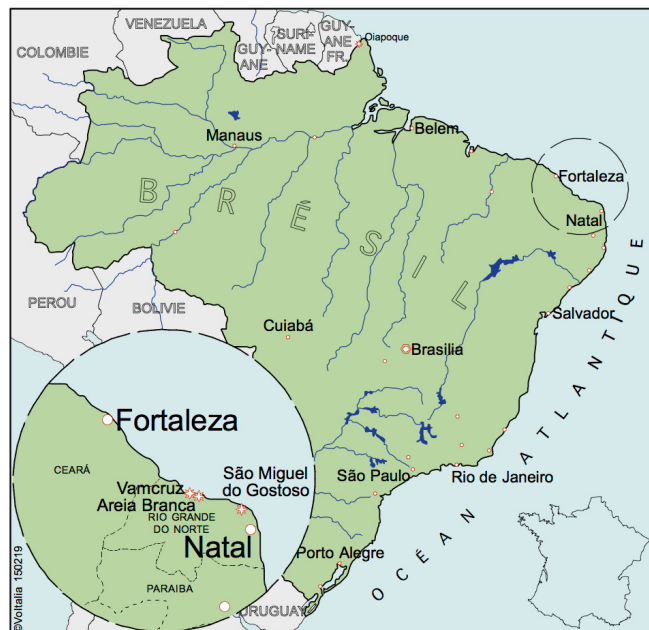 VENEZUELA
COLOMBIE
GUY-
ANE
SURI-
NAME
GUY-
ANE
FR.
Oiapoque
Manaus
Belem
Fortaleza
Natal
BRÉSIL
PEROU
BOLIVIE
Cuiabá
Brasilia
Salvador
OCÉAN ATLANTIQUE
São Paulo
Rio de Janeiro
Porto Alegre
URUGUAY
Fortaleza
CEARÁ
São Miguel
do Gostoso
Vamcruz
Areia Branca
RIO GRANDE
DO NORTE
Natal
PARAIBA
©Voltalia 150219